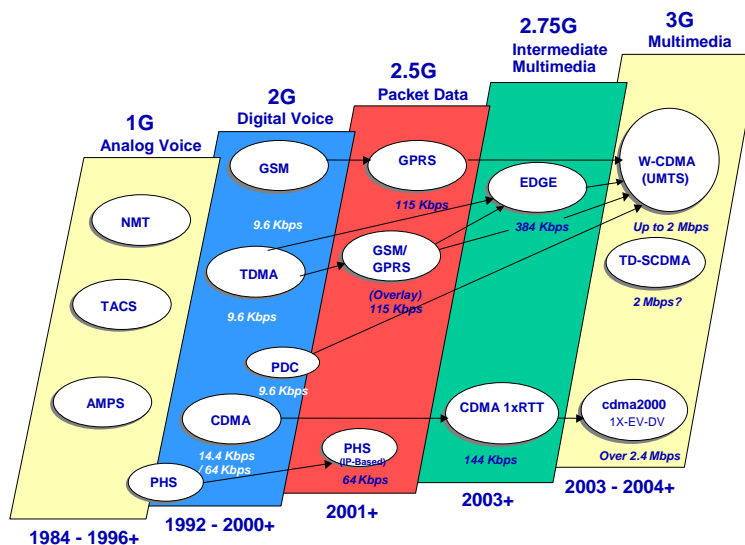 1G
Analog Voice
NMT
TACS
AMPS
1984 - 1996+
2G
Digital Voice
GSM
9.6 Kbps
TDMA
9.6 Kbps
PDC
9.6 Kbps
CDMA
14.4 Kbps
/ 64 Kbps
PHS
1992 - 2000+
2.5G
Packet Data
GPRS
115 Kbps
GSM/
GPRS
(Overlay)
115 Kbps
PHS
(IP-Based)
64 Kbps
2001+
2.75G
Intermediate
Multimedia
EDGE
384 Kbps
CDMA 1xRTT
144 Kbps
2003+
3G
Multimedia
W-CDMA
(UMTS)
Up to 2 Mbps
TD-SCDMA
2 Mbps?
cdma2000
1X-EV-DV
Over 2.4 Mbps
2003 - 2004+